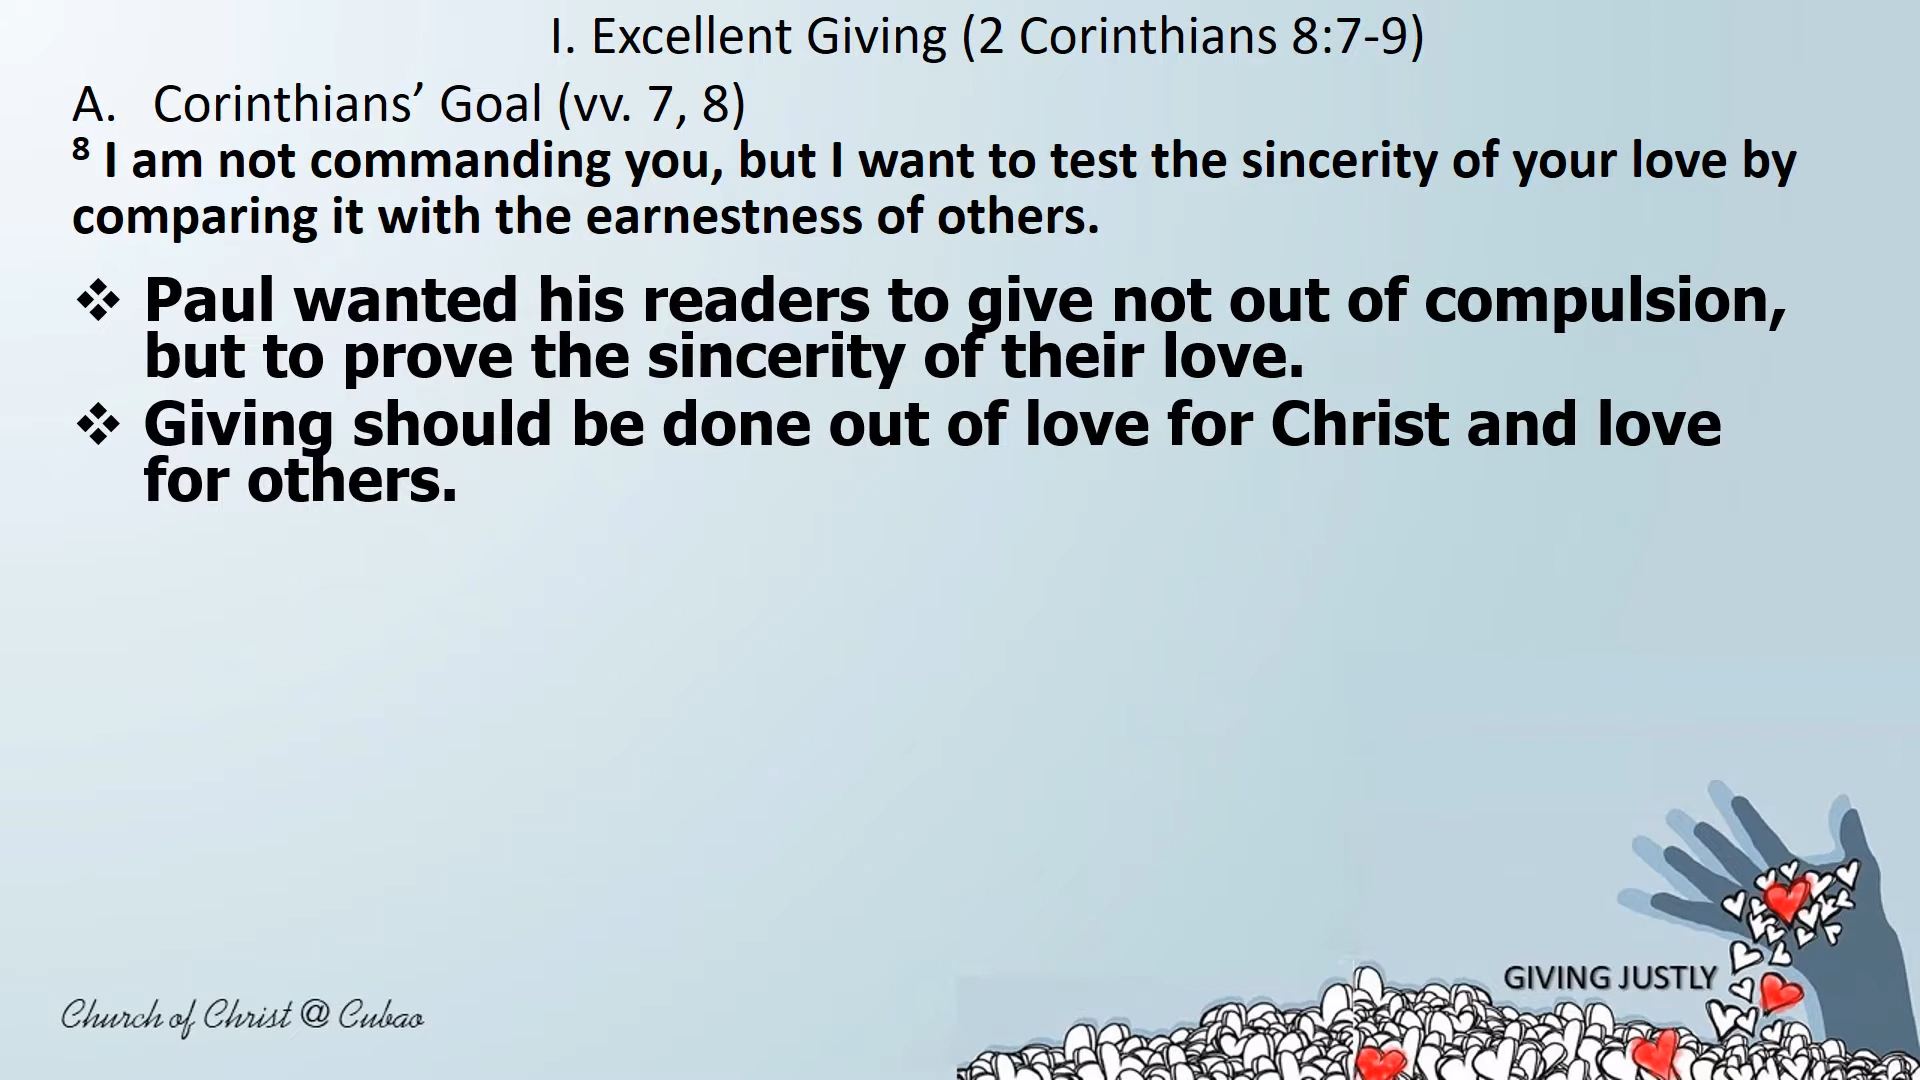 I. Excellent Giving (2 Corinthians 8:7-9)
A. Corinthians’ Goal (vv. 7, 8)
⁸ I am not commanding you, but I want to test the sincerity of your love by
comparing it with the earnestness of others.
❖ Paul wanted his readers to give not out of compulsion,
but to prove the sincerity of their love.
❖ Giving should be done out of love for Christ and love
for others.
GIVING JUSTLY
Church of Christ @ Cubao